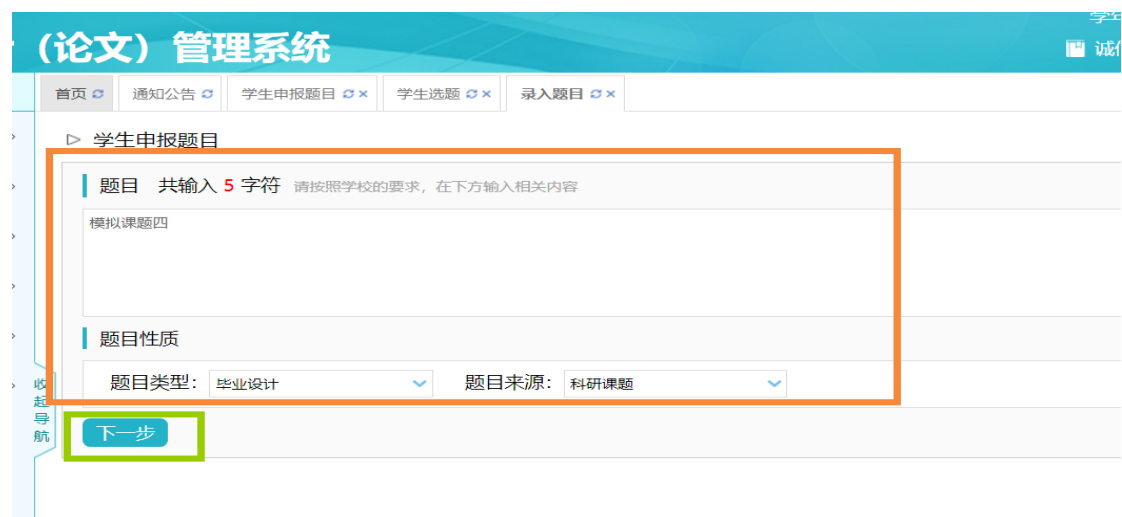 （论文）管理系统
首页 通知公告 学生申报题目 学生选题 录入题目
学生申报题目
题目 共输入 5 字符 请按照学校的要求，在下方输入相关内容
模拟课题四
题目性质
题目类型： 毕业设计 题目来源： 科研课题
收起导航
下一步